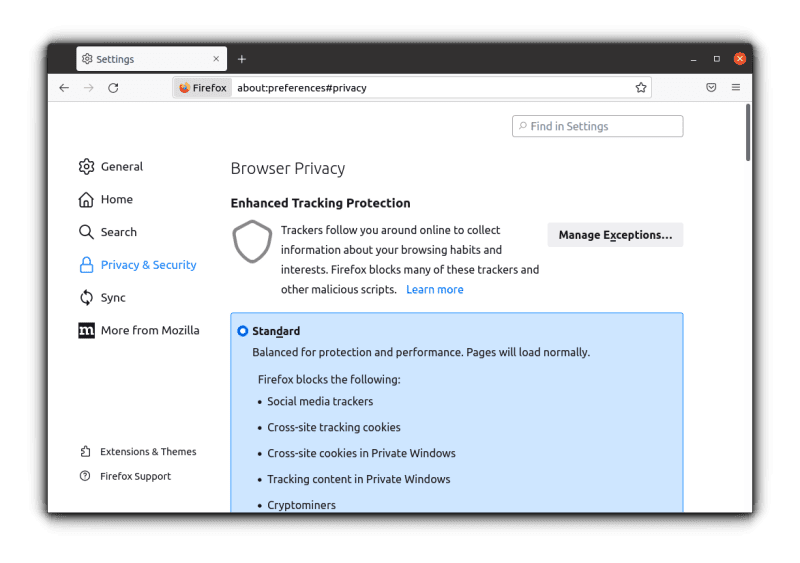 Settings
Firefox about:preferences#privacy
Find in Settings
General
Home
Search
Privacy & Security
Sync
m More from Mozilla
Extensions & Themes
Firefox Support
Browser Privacy
Enhanced Tracking Protection
Trackers follow you around online to collect
information about your browsing habits and
interests. Firefox blocks many of these trackers and
other malicious scripts. Learn more
Manage Exceptions...
Standard
Balanced for protection and performance. Pages will load normally.
Firefox blocks the following:
• Social media trackers
• Cross-site tracking cookies
• Cross-site cookies in Private Windows
• Tracking content in Private Windows
• Cryptominers